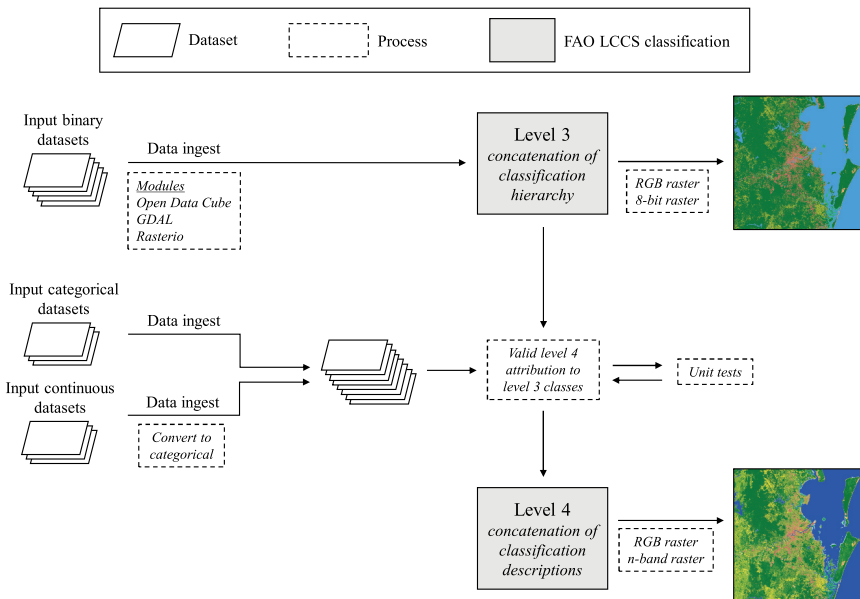 Dataset
Process
FAO LCCS classification
Input binary
datasets
Data ingest
Modules
Open Data Cube
GDAL
Rasterio
Level 3
concatenation of
classification
hierarchy
RGB raster
8-bit raster
Input categorical
datasets
Data ingest
Input continuous
datasets
Data ingest
Convert to
categorical
Valid level 4
attribution to
level 3 classes
Unit tests
Level 4
concatenation of
classification
descriptions
RGB raster
n-band raster